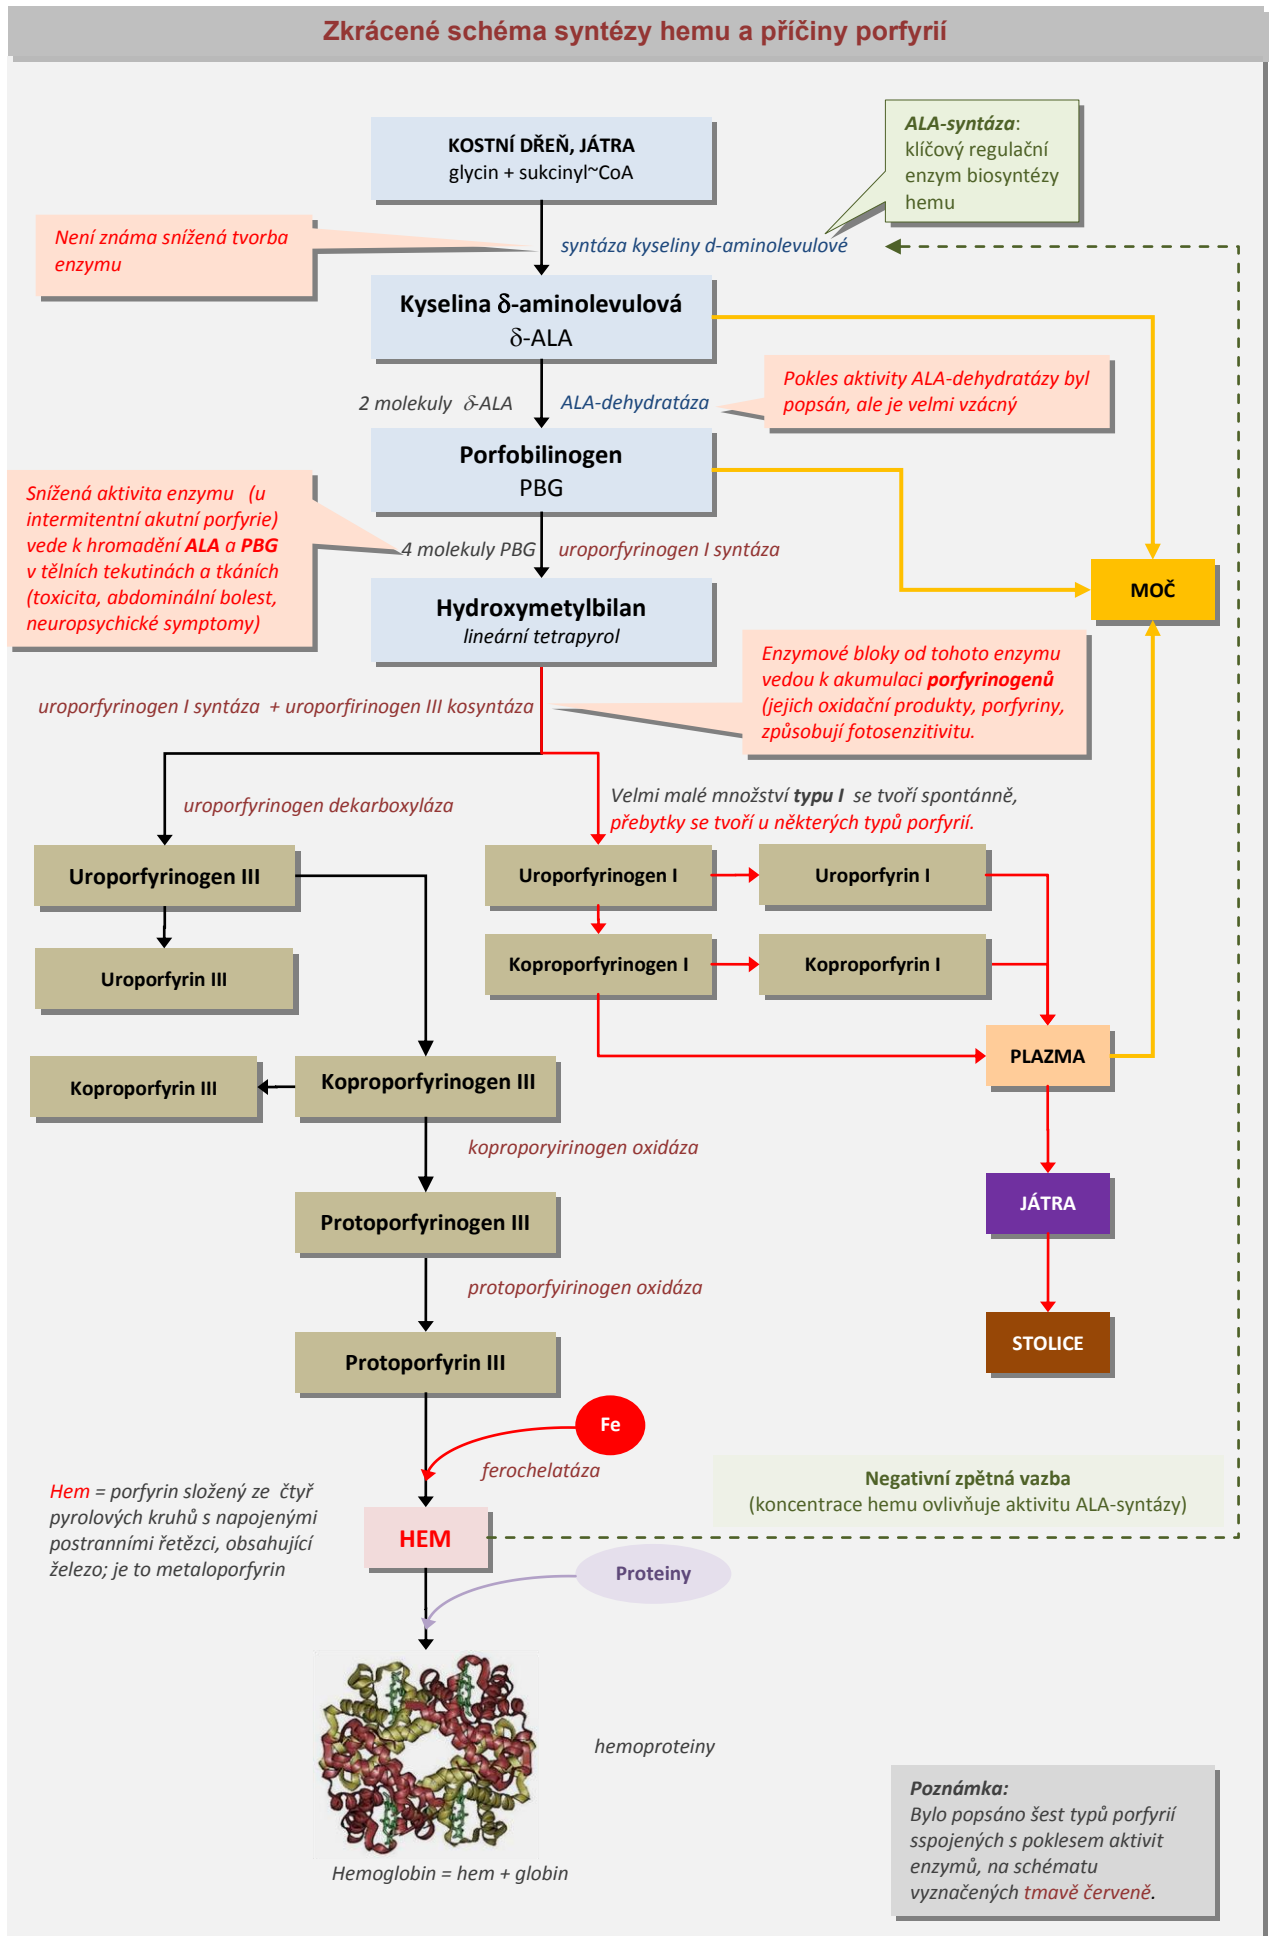 Zkrácené schéma syntézy hemu a příčiny porfyrií
KOSTNÍ DŘEŇ, JÁTRA
glycin + sukcinyl~CoA
ALA-syntáza:
klíčový regulační
enzym biosyntézy
hemu
Není známa snížená tvorba
enzymu
syntáza kyseliny d-aminolevulové
Kyselina δ-aminolevulová
δ-ALA
2 molekuly δ-ALA
ALA-dehydratáza
Pokles aktivity ALA-dehydratázy byl
popsán, ale je velmi vzácný
Porfobilinogen
PBG
Snížená aktivita enzymu (u
intermitentní akutní porfyrie)
vede k hromadění ALA a PBG
v tělních tekutinách a tkáních
(toxicita, abdominální bolest,
neuropsychické symptomy)
4 molekuly PBG
uroporfyrinogen I syntáza
MOČ
Hydroxymetylbilan
lineární tetrapyrol
Enzymové bloky od tohoto enzymu
vedou k akumulaci porfyrinogenů
(jejich oxidační produkty, porfyriny,
způsobují fotosenzitivitu.
uroporfyrinogen I syntáza + uroporfirinogen III kosyntáza
uroporfyrinogen dekarboxyláza
Velmi malé množství typu I se tvoří spontánně,
přebytky se tvoří u některých typů porfyrií.
Uroporfyrinogen III
Uroporfyrinogen I
Uroporfyrin I
Uroporfyrin III
Koproporfyrinogen I
Koproporfyrin I
PLAZMA
Koproporfyrin III
Koproporfyrinogen III
koproporyirinogen oxidáza
JÁTRA
Protoporfyrinogen III
protoporfyirinogen oxidáza
STOLICE
Protoporfyrin III
Fe
ferochelatáza
Negativní zpětná vazba
(koncentrace hemu ovlivňuje aktivitu ALA-syntázy)
Hem = porfyrin složený ze čtyř
pyrolových kruhů s napojenými
postranními řetězci, obsahující
železo; je to metaloporfyrin
HEM
Proteiny
hemoproteiny
Hemoglobin = hem + globin
Poznámka:
Bylo popsáno šest typů porfyrií
sspojených s poklesem aktivit
enzymů, na schématu
vyznačených tmavě červeně.